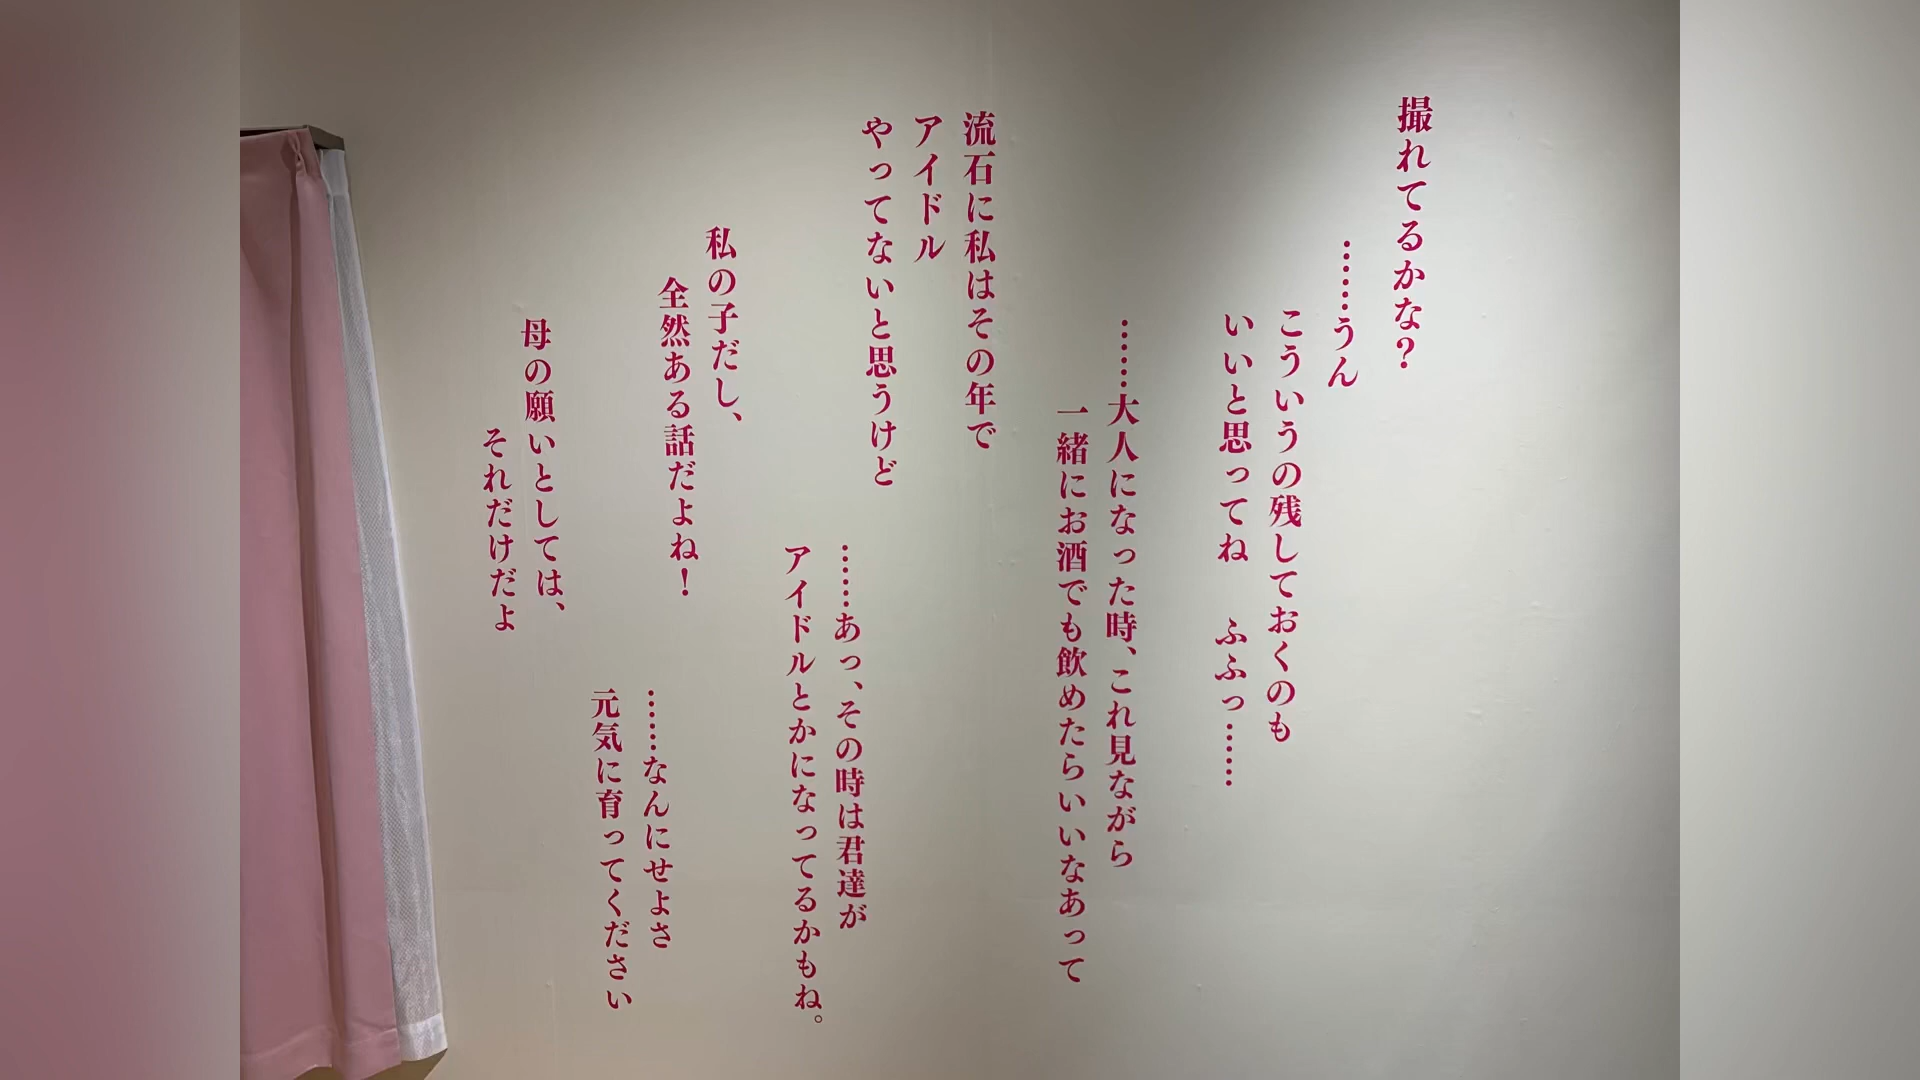 撮れてるかな?
………うん
こういうの残しておくのも
いいと思ってね　ふふっ……
……大人になった時、これ見ながら
一緒にお酒でも飲めたらいいなあって
流石に私はその年で
アイドル
やってないと思うけど
……あっ、その時は君達が
アイドルとかになってるかもね。
私の子だし、
全然ある話だよね!
……なんにせよさ
元気に育ってください
母の願いとしては、
それだけだよ